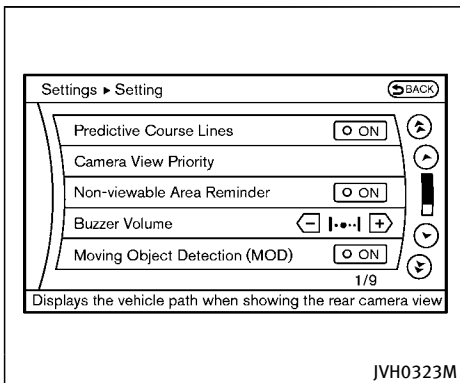 Settings ▸ Setting BACK
Predictive Course Lines ON
Camera View Priority
Non-viewable Area Reminder ON
Buzzer Volume − +
Moving Object Detection (MOD) ON
1/9
Displays the vehicle path when showing the rear camera view
JVH0323M